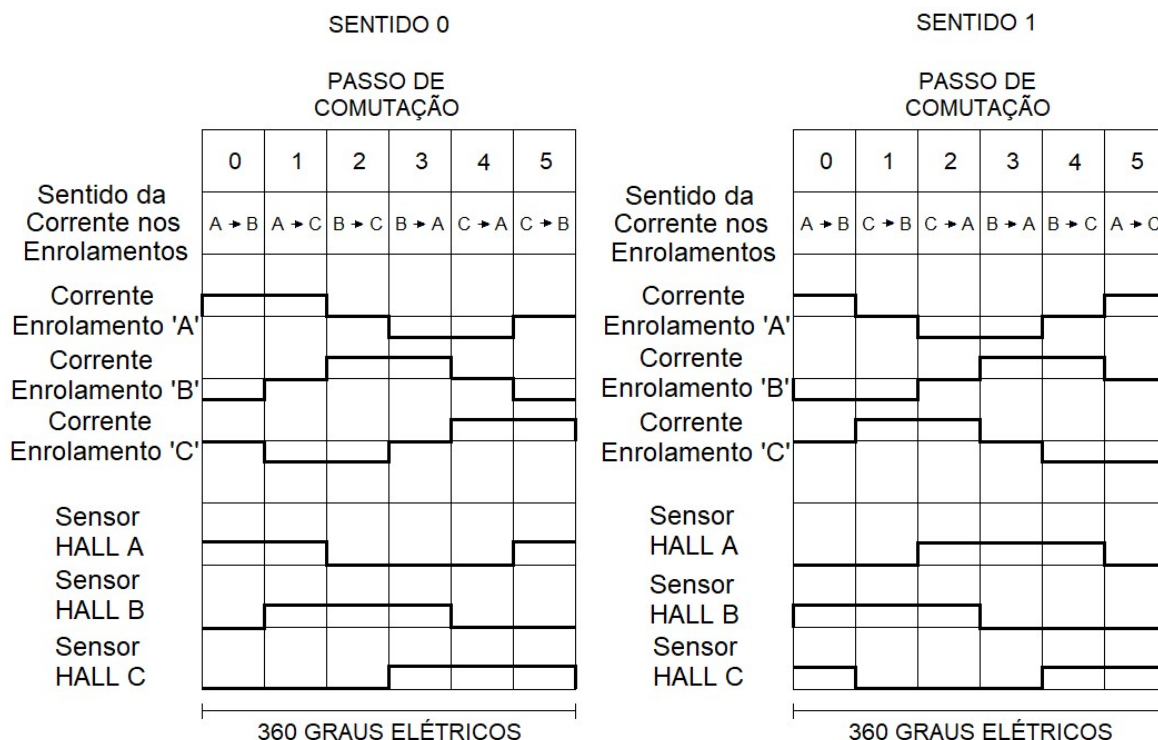 SENTIDO 0
PASSO DE
COMUTAÇÃO
0 1 2 3 4 5
Sentido da
Corrente nos
Enrolamentos
A → B A → C B → C B → A C → A C → B
Corrente
Enrolamento 'A'
Corrente
Enrolamento 'B'
Corrente
Enrolamento 'C'
Sensor
HALL A
Sensor
HALL B
Sensor
HALL C
360 GRAUS ELÉTRICOS
SENTIDO 1
PASSO DE
COMUTAÇÃO
0 1 2 3 4 5
Sentido da
Corrente nos
Enrolamentos
A → B C → B C → A B → A B → C A → C
Corrente
Enrolamento 'A'
Corrente
Enrolamento 'B'
Corrente
Enrolamento 'C'
Sensor
HALL A
Sensor
HALL B
Sensor
HALL C
360 GRAUS ELÉTRICOS